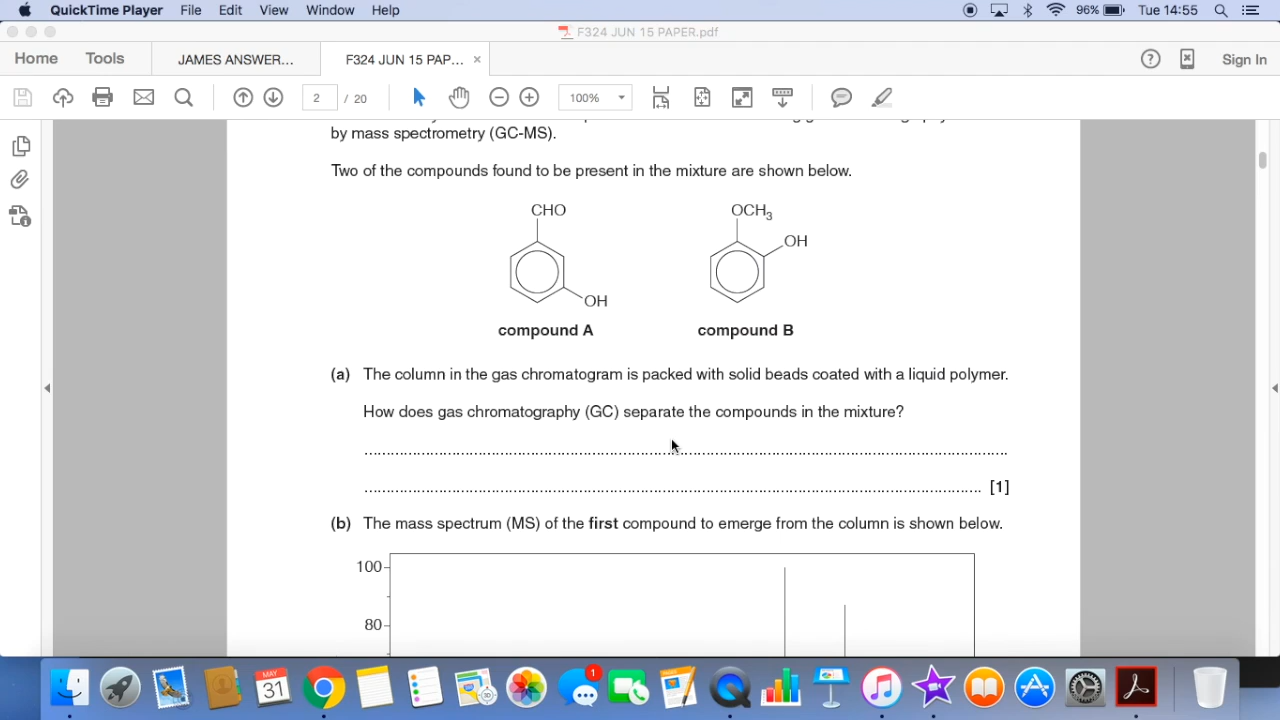 QuickTime Player File Edit View Window Help 96% Tue 14:55
F324 JUN 15 PAPER.pdf
Home Tools JAMES ANSWER... F324 JUN 15 PAP... × Sign In
2 / 20 100%
by mass spectrometry (GC-MS).
Two of the compounds found to be present in the mixture are shown below.
CHO OCH3
OH
OH
compound A compound B
(a) The column in the gas chromatogram is packed with solid beads coated with a liquid polymer.
How does gas chromatography (GC) separate the compounds in the mixture?
[1]
(b) The mass spectrum (MS) of the first compound to emerge from the column is shown below.
100
80
MAY
31
1